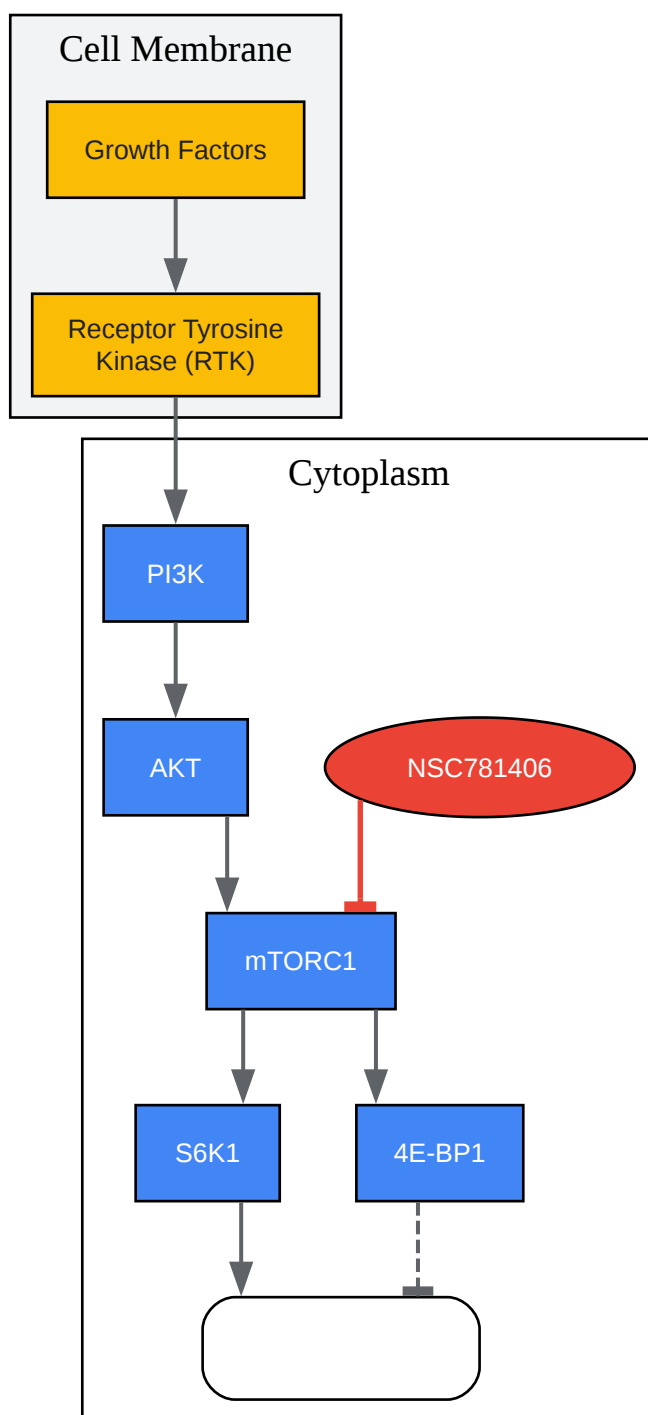 Cell Membrane
Growth Factors
Receptor Tyrosine
Kinase (RTK)
Cytoplasm
PI3K
AKT
NSC781406
mTORC1
S6K1
4E-BP1